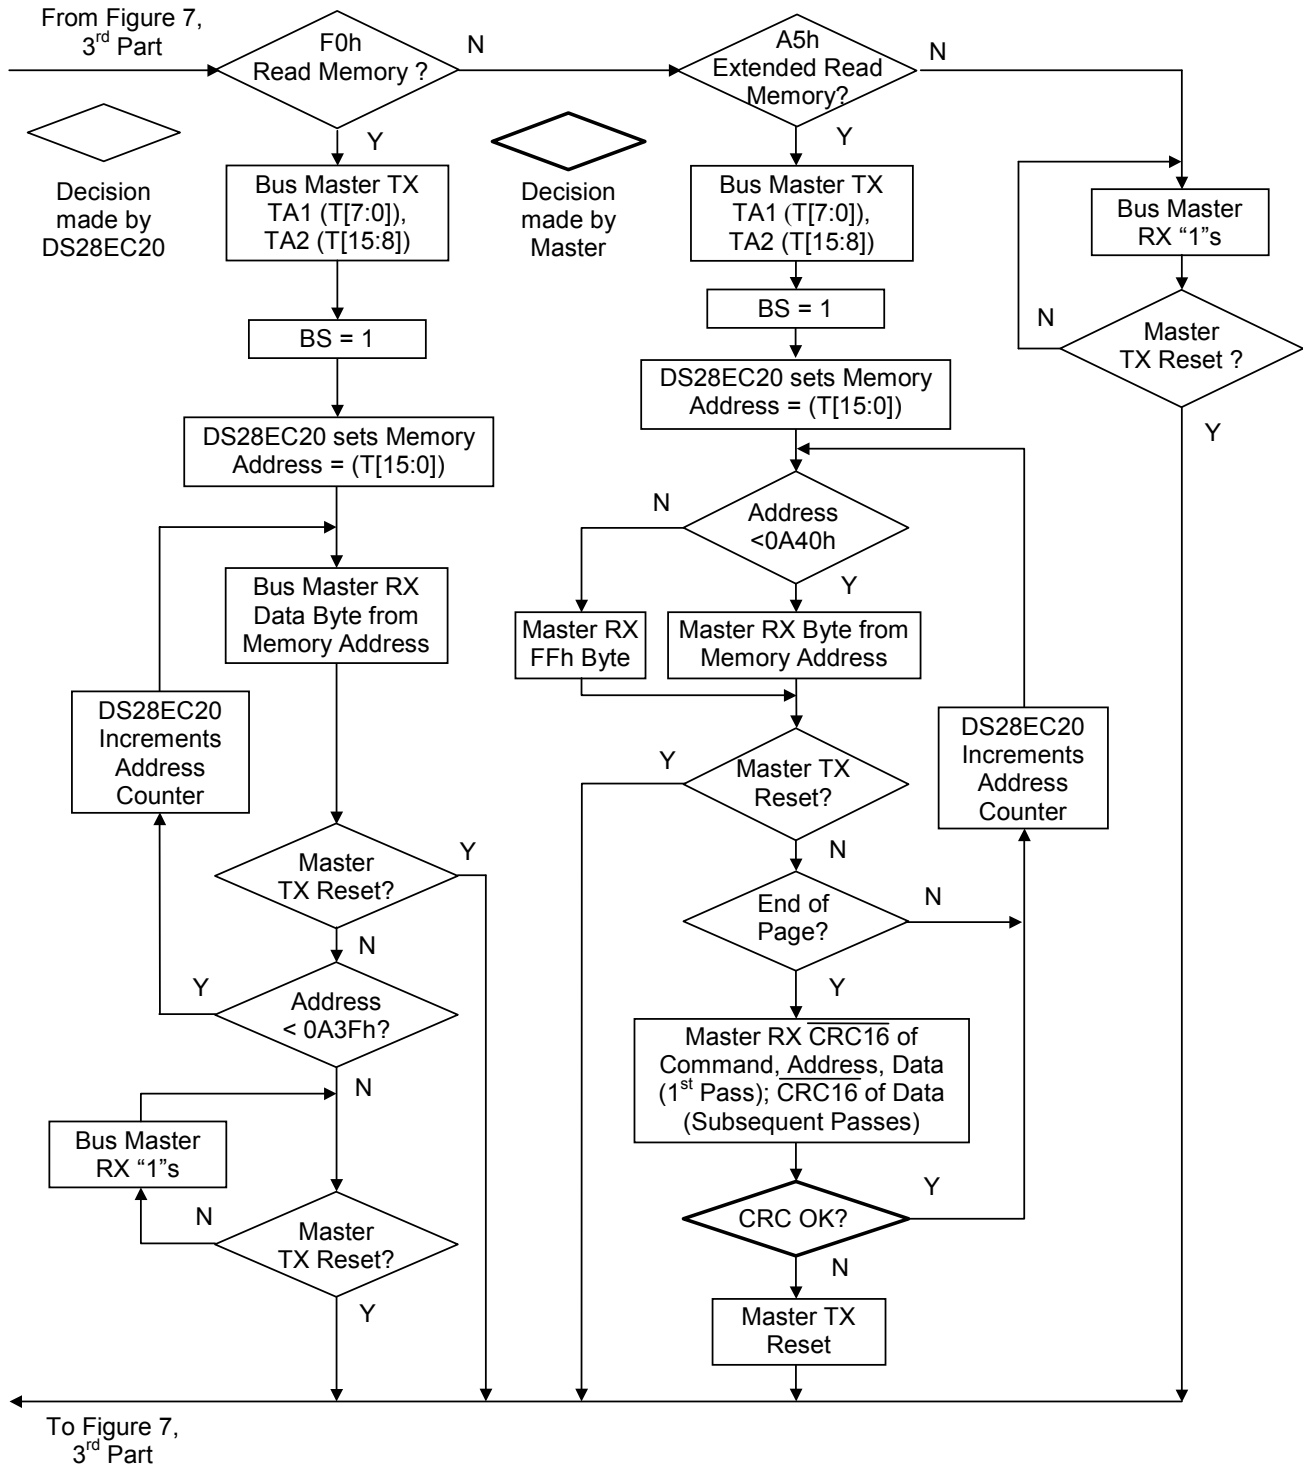 From Figure 7,
3rd Part
F0h
Read Memory ?
N
A5h
Extended Read
Memory?
N
Y
Y
Decision
made by
DS28EC20
Bus Master TX
TA1 (T[7:0]),
TA2 (T[15:8])
Decision
made by
Master
Bus Master TX
TA1 (T[7:0]),
TA2 (T[15:8])
Bus Master
RX “1”s
BS = 1
BS = 1
N
Master
TX Reset ?
Y
DS28EC20 sets Memory
Address = (T[15:0])
DS28EC20 sets Memory
Address = (T[15:0])
N
Address
<0A40h
Y
Bus Master RX
Data Byte from
Memory Address
Master RX
FFh Byte
Master RX Byte from
Memory Address
DS28EC20
Increments
Address
Counter
DS28EC20
Increments
Address
Counter
Y
Master TX
Reset?
N
Master
TX Reset?
Y
N
End of
Page?
N
Y
Y
Address
< 0A3Fh?
N
Master RX CRC16 of
Command, Address, Data
(1st Pass); CRC16 of Data
(Subsequent Passes)
Bus Master
RX “1”s
N
Master
TX Reset?
Y
CRC OK?
Y
N
Master TX
Reset
To Figure 7,
3rd Part